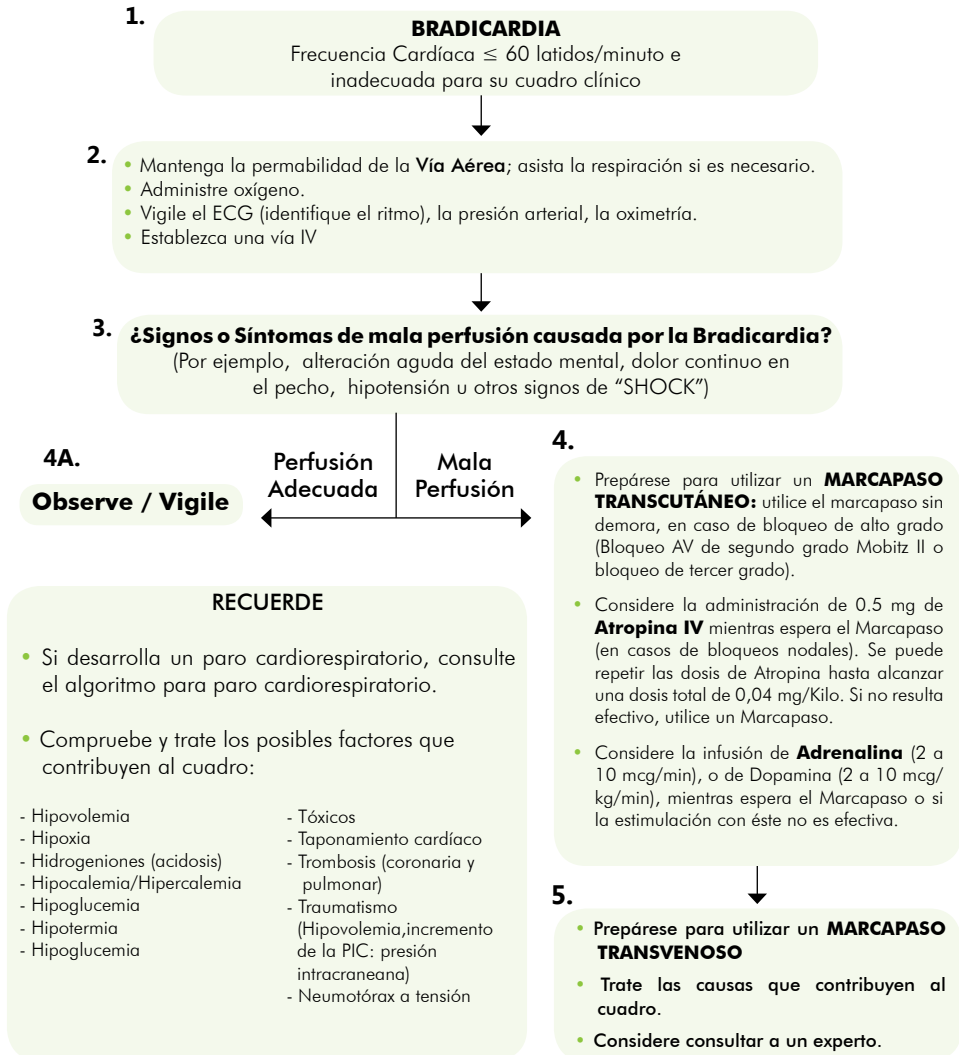 1.
BRADICARDIA
Frecuencia Cardíaca ≤ 60 latidos/minuto e
inadecuada para su cuadro clínico
2.
• Mantenga la permabilidad de la Vía Aérea; asista la respiración si es necesario.
• Administre oxígeno.
• Vigile el ECG (identifique el ritmo), la presión arterial, la oximetría.
• Establezca una vía IV
3.
¿Signos o Síntomas de mala perfusión causada por la Bradicardia?
(Por ejemplo, alteración aguda del estado mental, dolor continuo en
el pecho, hipotensión u otros signos de “SHOCK”)
4A.
Observe / Vigile
Perfusión
Adecuada
Mala
Perfusión
4.
• Prepárese para utilizar un MARCAPASO
TRANSCUTÁNEO: utilice el marcapaso sin
demora, en caso de bloqueo de alto grado
(Bloqueo AV de segundo grado Mobitz II o
bloqueo de tercer grado).
• Considere la administración de 0.5 mg de
Atropina IV mientras espera el Marcapaso
(en casos de bloqueos nodales). Se puede
repetir las dosis de Atropina hasta alcanzar
una dosis total de 0,04 mg/Kilo. Si no resulta
efectivo, utilice un Marcapaso.
• Considere la infusión de Adrenalina (2 a
10 mcg/min), o de Dopamina (2 a 10 mcg/
kg/min), mientras espera el Marcapaso o si
la estimulación con éste no es efectiva.
RECUERDE
• Si desarrolla un paro cardiorespiratorio, consulte
el algoritmo para paro cardiorespiratorio.
• Compruebe y trate los posibles factores que
contribuyen al cuadro:
- Hipovolemia
- Hipoxia
- Hidrogeniones (acidosis)
- Hipocalemia/Hipercalemia
- Hipoglucemia
- Hipotermia
- Hipoglucemia
- Tóxicos
- Taponamiento cardíaco
- Trombosis (coronaria y
pulmonar)
- Traumatismo
(Hipovolemia,incremento
de la PIC: presión
intracraneana)
- Neumotórax a tensión
5.
• Prepárese para utilizar un MARCAPASO
TRANSVENOSO
• Trate las causas que contribuyen al
cuadro.
• Considere consultar a un experto.